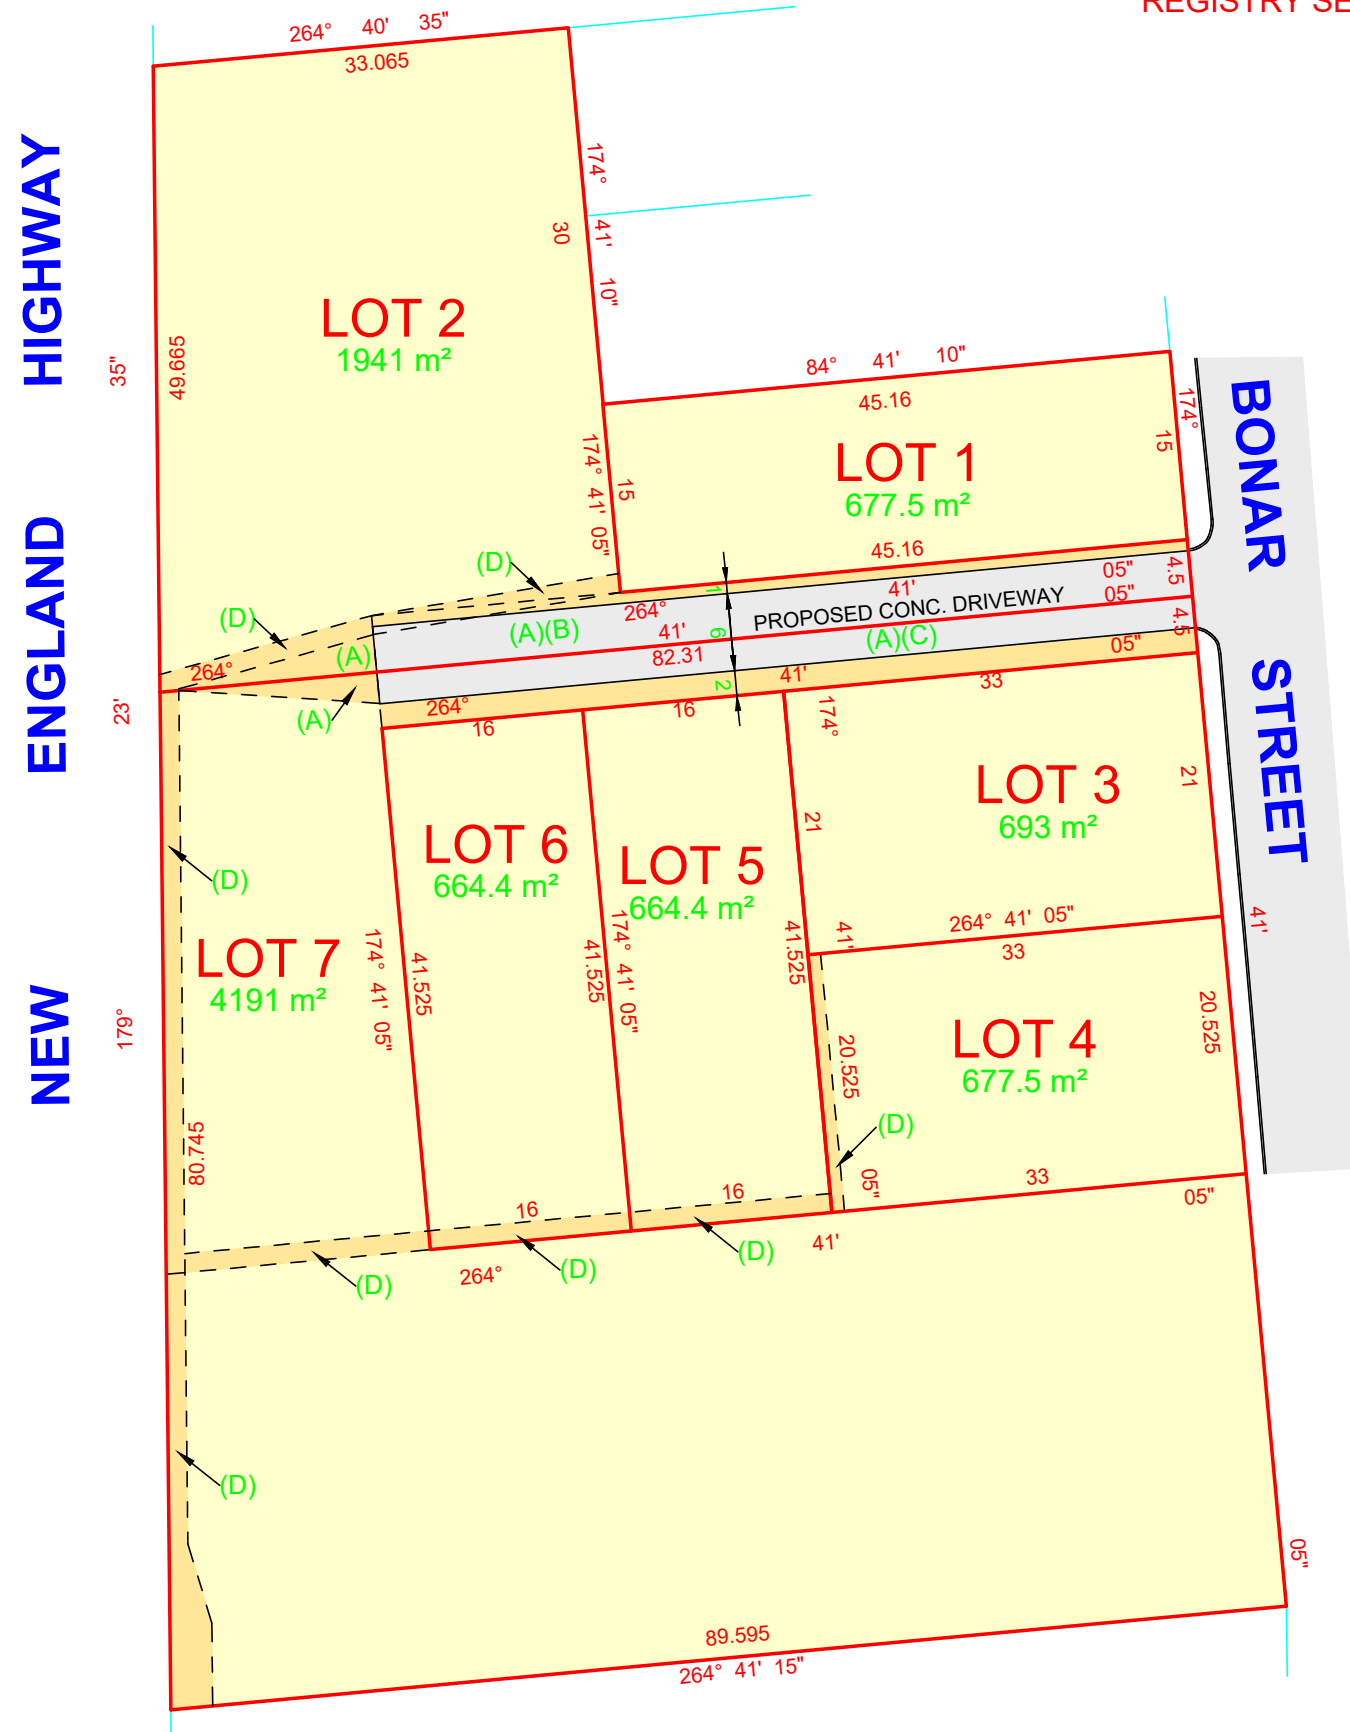 REGISTRY SE
264° 40' 35"
33.065
HIGHWAY
ENGLAND
NEW
35"
23'
179°
49.665
174°
41'
10"
30
LOT 2
1941 m²
84° 41' 10"
45.16
LOT 1
677.5 m²
174°
15
BONAR
STREET
174° 41' 05"
15
45.16
(D)
(D)
264°
41'
05"
4.5
1
6
2
PROPOSED CONC. DRIVEWAY
05"
4.5
(A)(B)
(A)(C)
(A)
264°
41'
82.31
05"
(A)
264°
41'
16
16
33
174°
LOT 3
693 m²
21
21
LOT 6
664.4 m²
LOT 5
664.4 m²
(D)
LOT 7
4191 m²
174° 41' 05"
41.525
41.525
174° 41' 05"
41.525
41'
264° 41' 05"
33
41'
LOT 4
677.5 m²
20.525
20.525
(D)
80.745
05"
16
16
33
05"
264°
41'
(D)
(D)
(D)
(D)
05"
89.595
264° 41' 15"